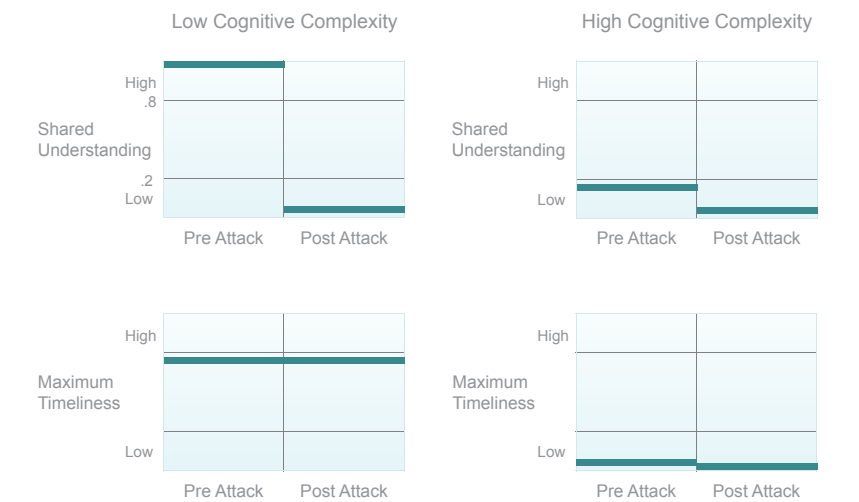 Low Cognitive Complexity
High Cognitive Complexity
High
.8
Shared
Understanding
.2
Low
Pre Attack
Post Attack
High
Shared
Understanding
Low
Pre Attack
Post Attack
High
Maximum
Timeliness
Low
Pre Attack
Post Attack
High
Maximum
Timeliness
Low
Pre Attack
Post Attack